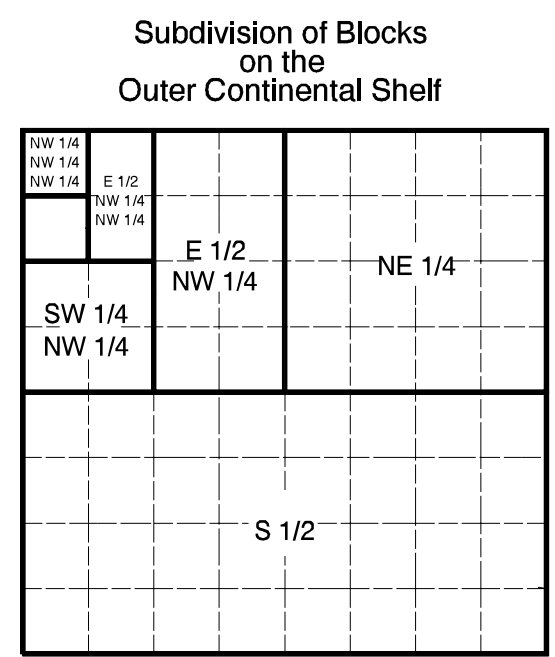 Subdivision of Blocks
on the
Outer Continental Shelf
NW 1/4
NW 1/4
NW 1/4
E 1/2
NW 1/4
NW 1/4
E 1/2
NW 1/4
NE 1/4
SW 1/4
NW 1/4
S 1/2